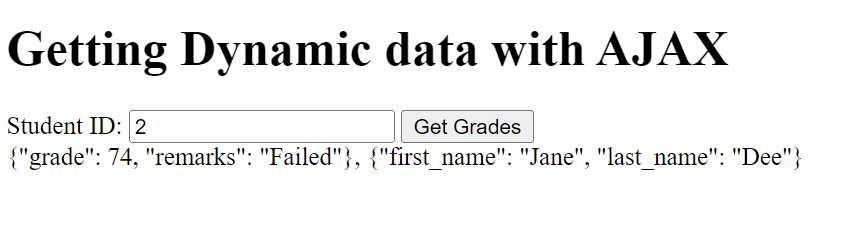 Getting Dynamic data with AJAX
Student ID: 2 Get Grades
{"grade": 74, "remarks": "Failed"}, {"first_name": "Jane", "last_name": "Dee"}